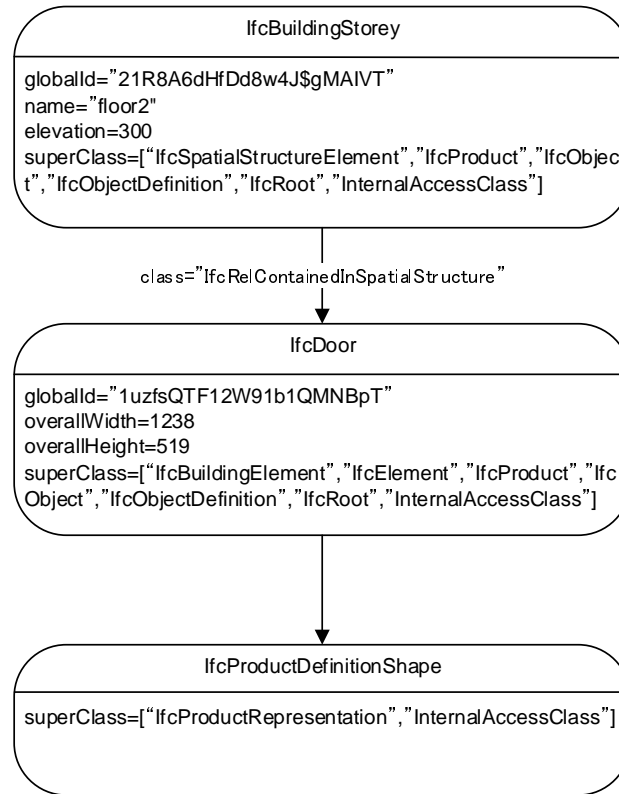 IfcBuildingStorey
globalId="21R8A6dHfDd8w4J$gMAIVT"
name="floor2"
elevation=300
superClass=["IfcSpatialStructureElement","IfcProduct","IfcObjec
t","IfcObjectDefinition","IfcRoot","InternalAccessClass"]
class="IfcRelContainedInSpatialStructure"
IfcDoor
globalId="1uzfsQTF12W91b1QMNBpT"
overallWidth=1238
overallHeight=519
superClass=["IfcBuildingElement","IfcElement","IfcProduct","Ifc
Object","IfcObjectDefinition","IfcRoot","InternalAccessClass"]
IfcProductDefinitionShape
superClass=["IfcProductRepresentation","InternalAccessClass"]